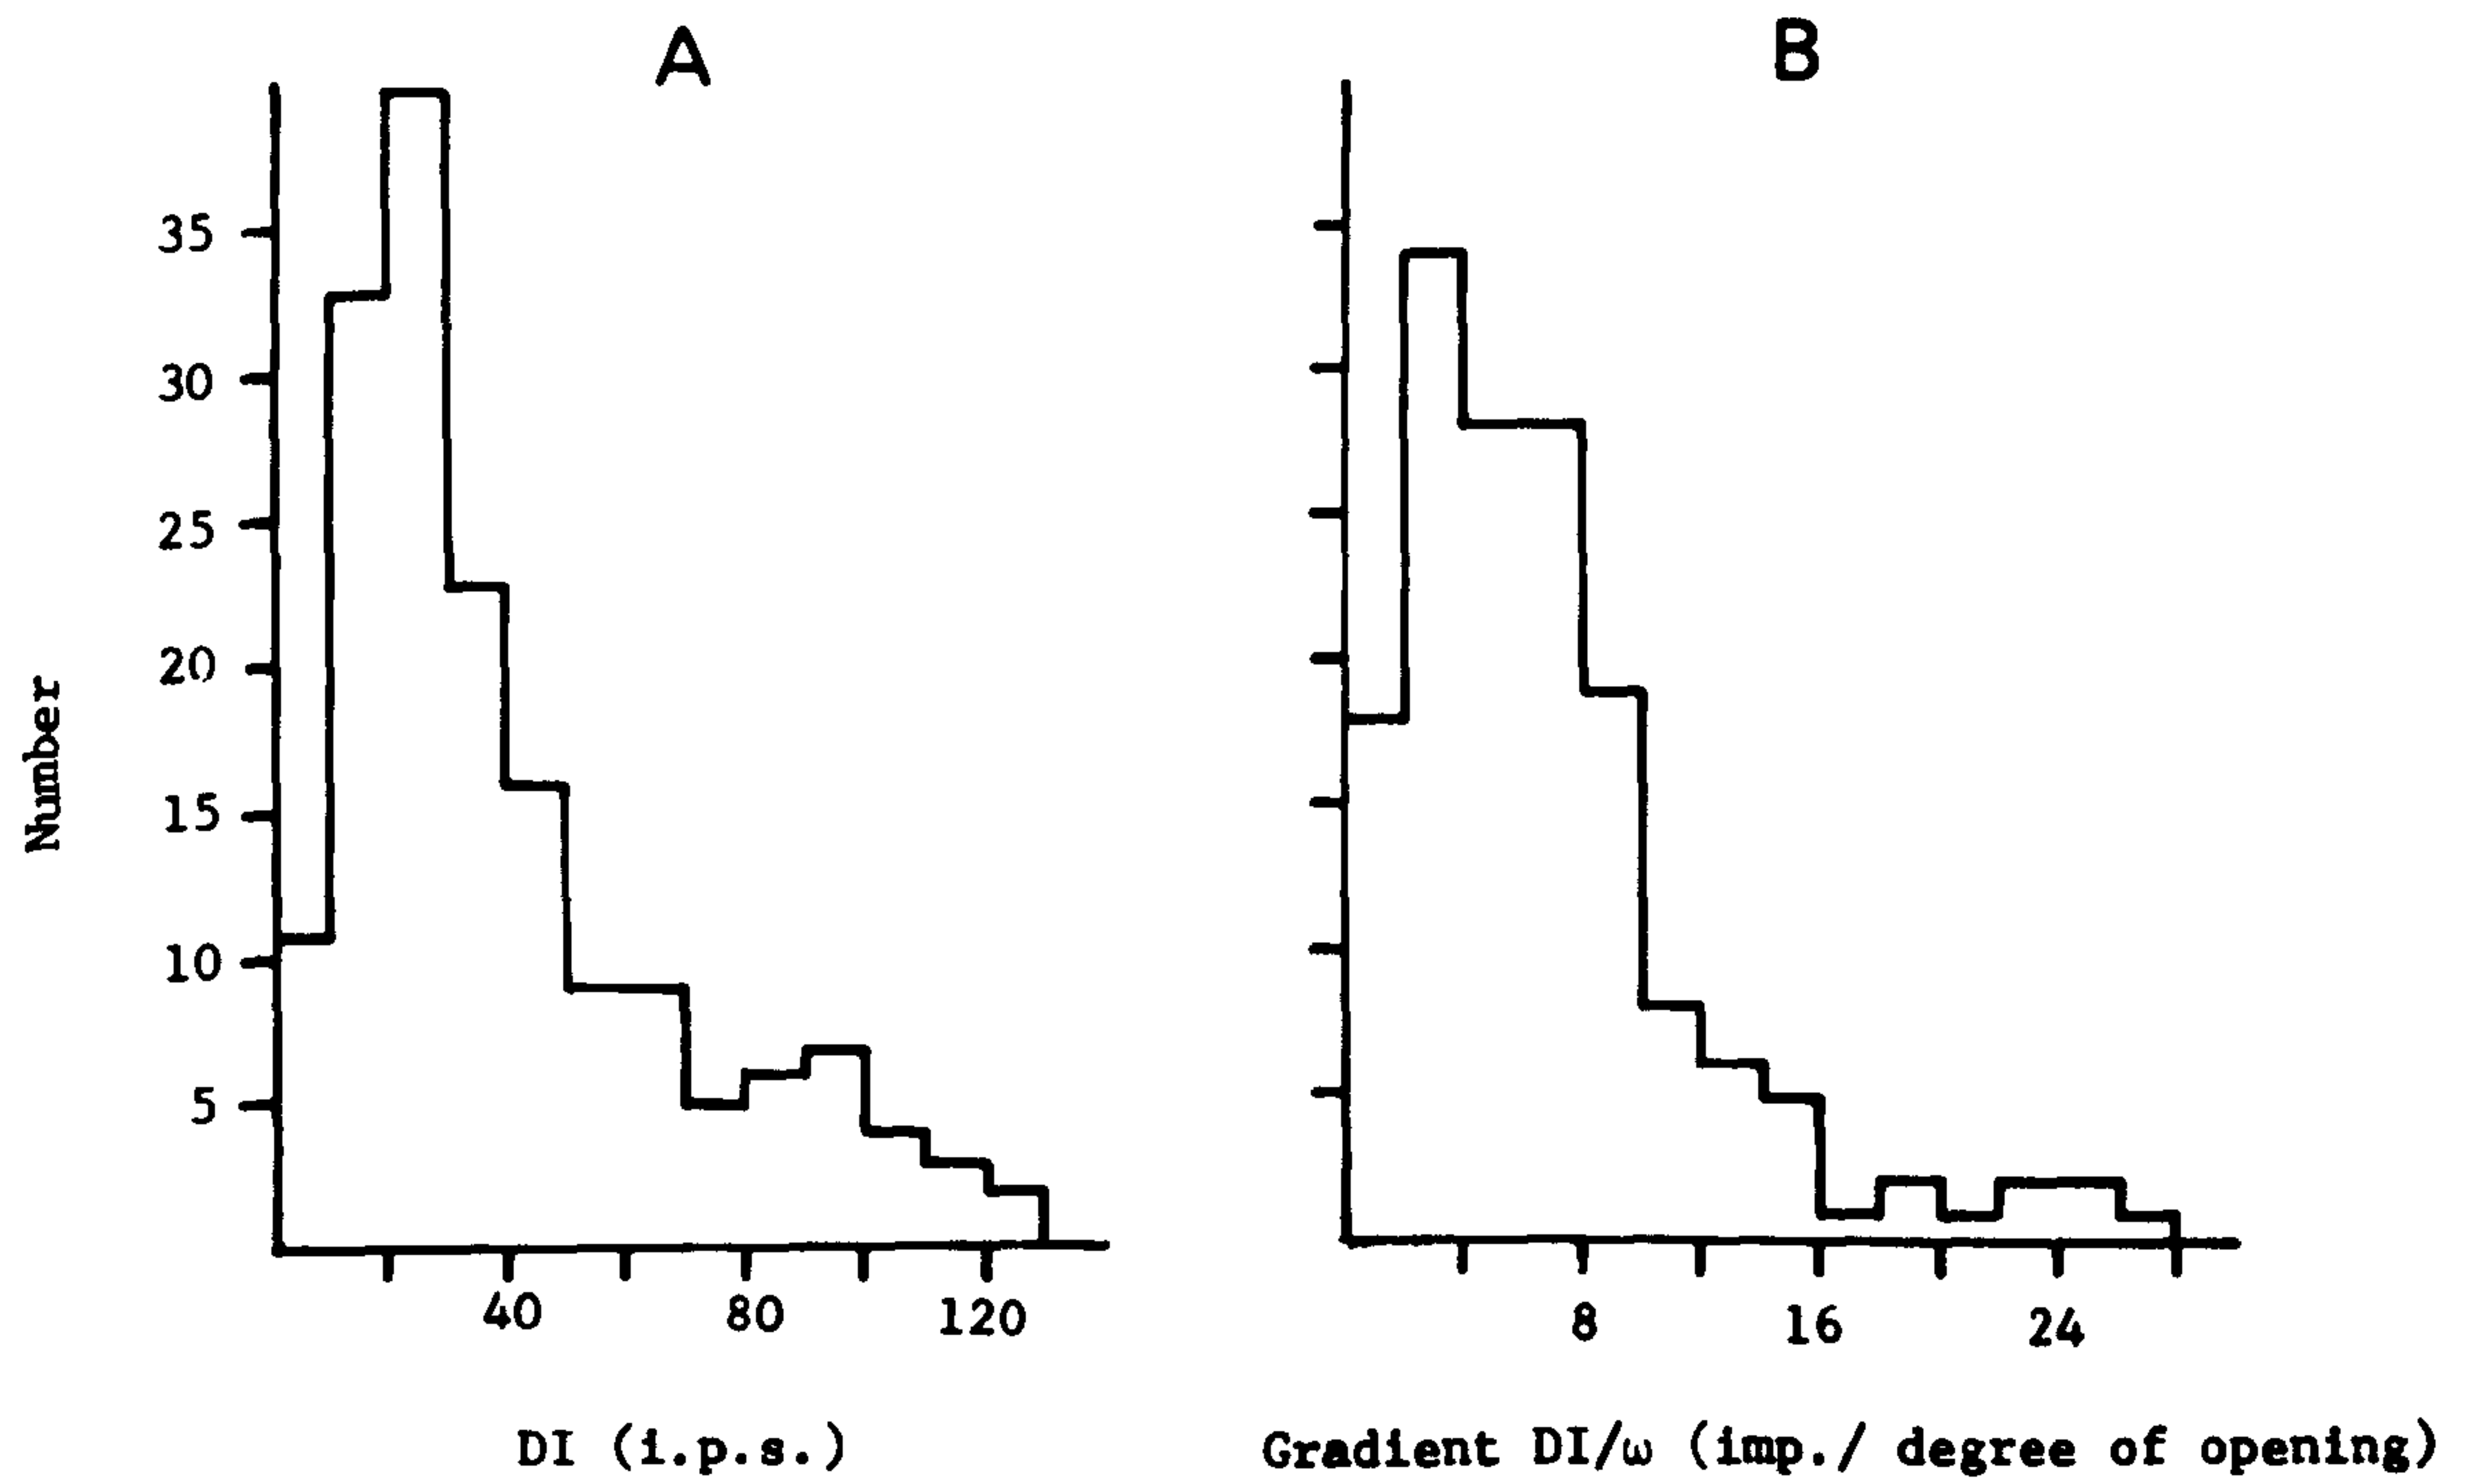 A
B
35
30
25
20
15
10
5
Number
40 80 120
8 16 24
DI (i.p.s.)
Gradient DI/ω (imp./ degree of opening)